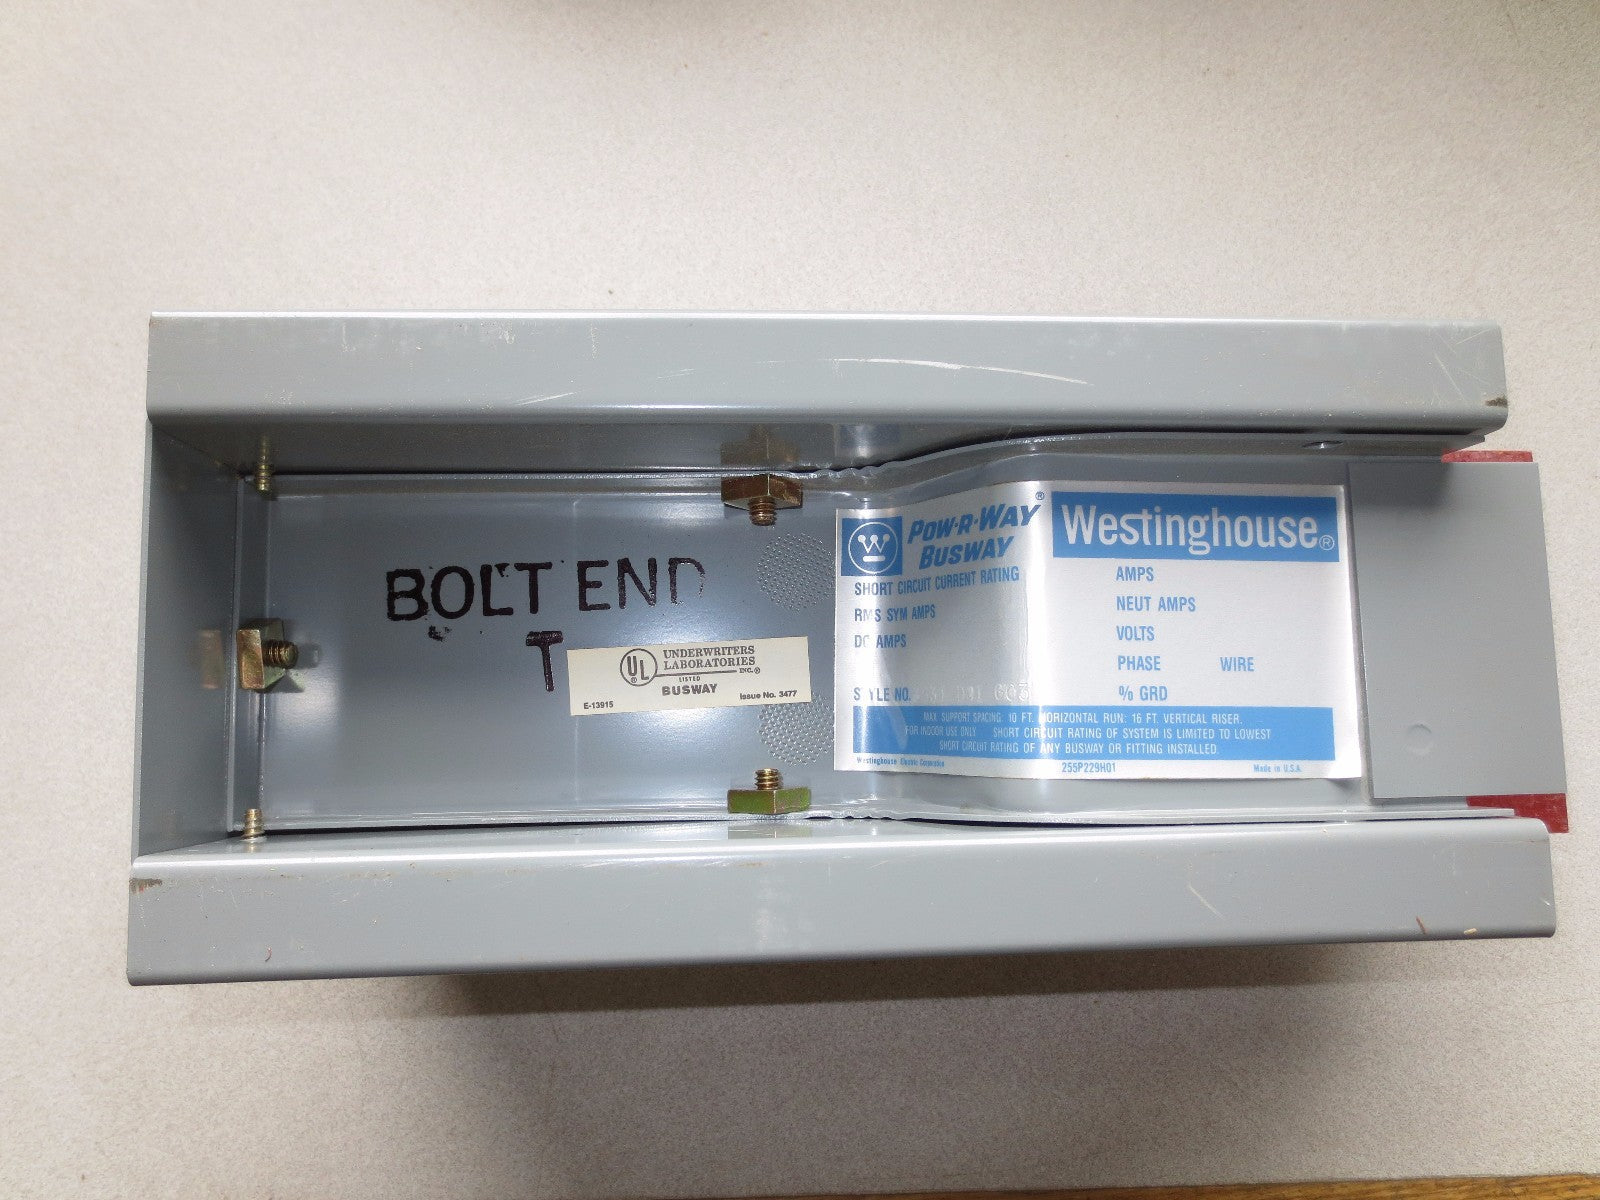 BOLT END
T
UL
®
LISTED
UNDERWRITERS
LABORATORIES
INC.®
BUSWAY
Issue No. 3477
E-13915
W
POW-R-WAY®
BUSWAY
SHORT CIRCUIT CURRENT RATING
RMS SYM AMPS
DC AMPS
STYLE NO.
Westinghouse®
AMPS
NEUT AMPS
VOLTS
PHASE WIRE
% GRD
MAX. SUPPORT SPACING: 10 FT. HORIZONTAL RUN: 16 FT. VERTICAL RISER.
FOR INDOOR USE ONLY SHORT CIRCUIT RATING OF SYSTEM IS LIMITED TO LOWEST
SHORT CIRCUIT RATING OF ANY BUSWAY OR FITTING INSTALLED.
Westinghouse Electric Corporation 255P229H01 Made in U.S.A.